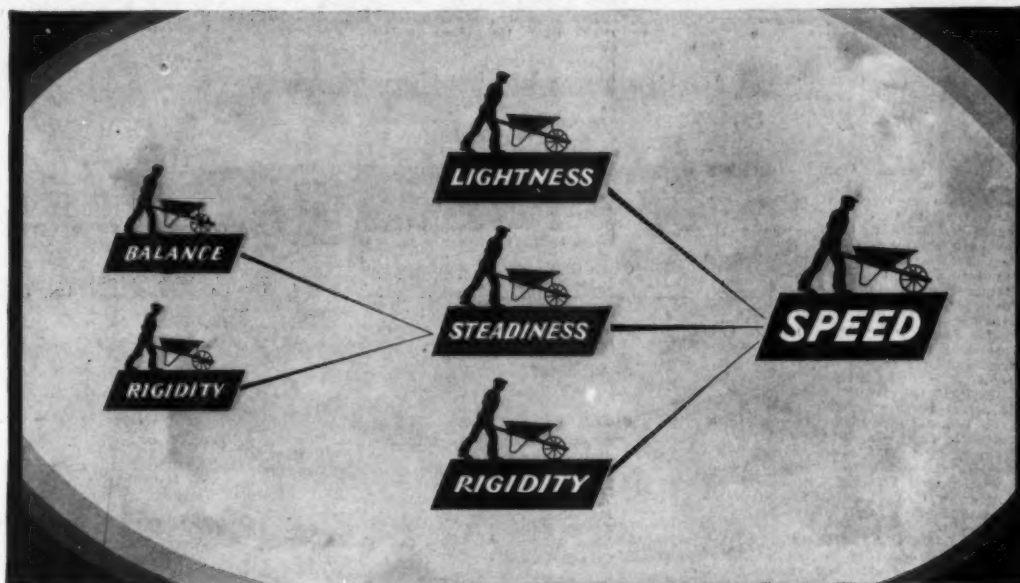 BALANCE
RIGIDITY
LIGHTNESS
STEADINESS
RIGIDITY
SPEED